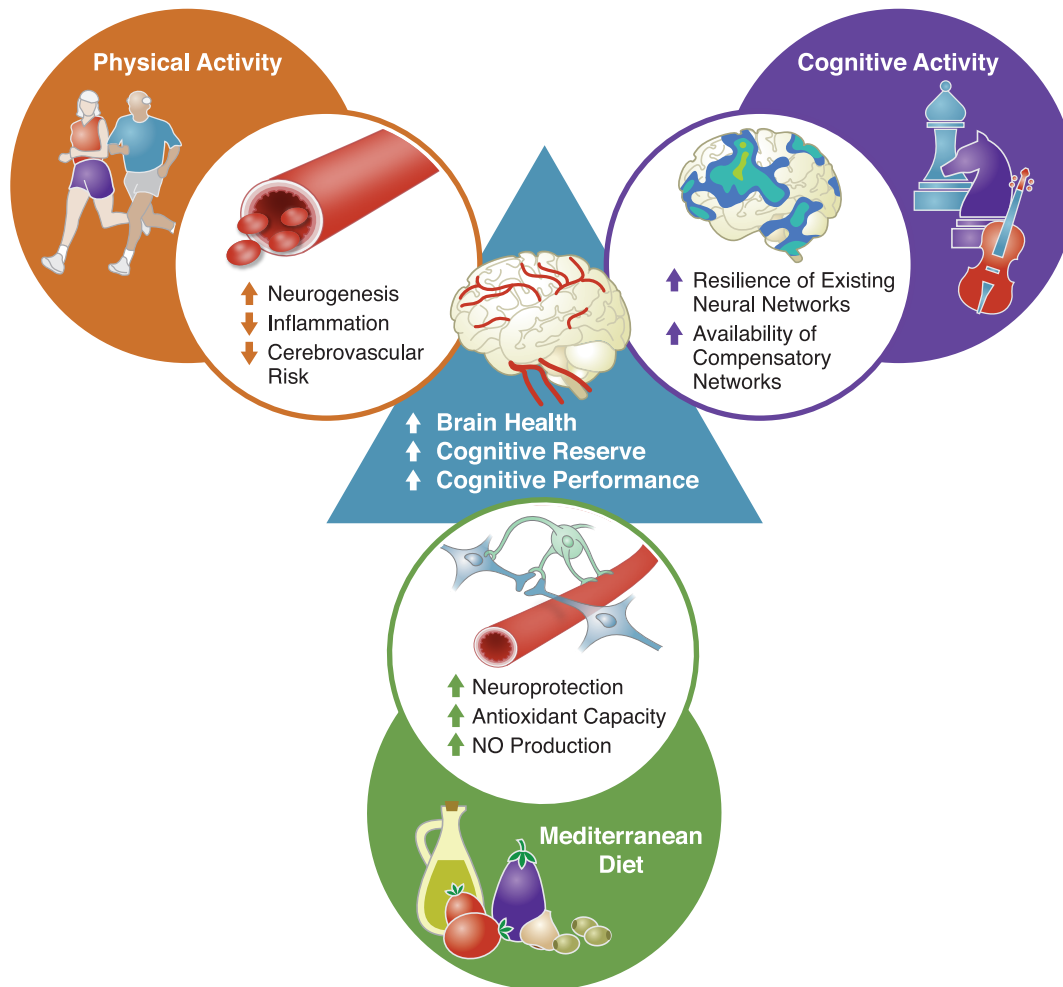 Physical Activity
Neurogenesis
Inflammation
Cerebrovascular
Risk
Cognitive Activity
Resilience of Existing
Neural Networks
Availability of
Compensatory
Networks
Brain Health
Cognitive Reserve
Cognitive Performance
Neuroprotection
Antioxidant Capacity
NO Production
Mediterranean
Diet